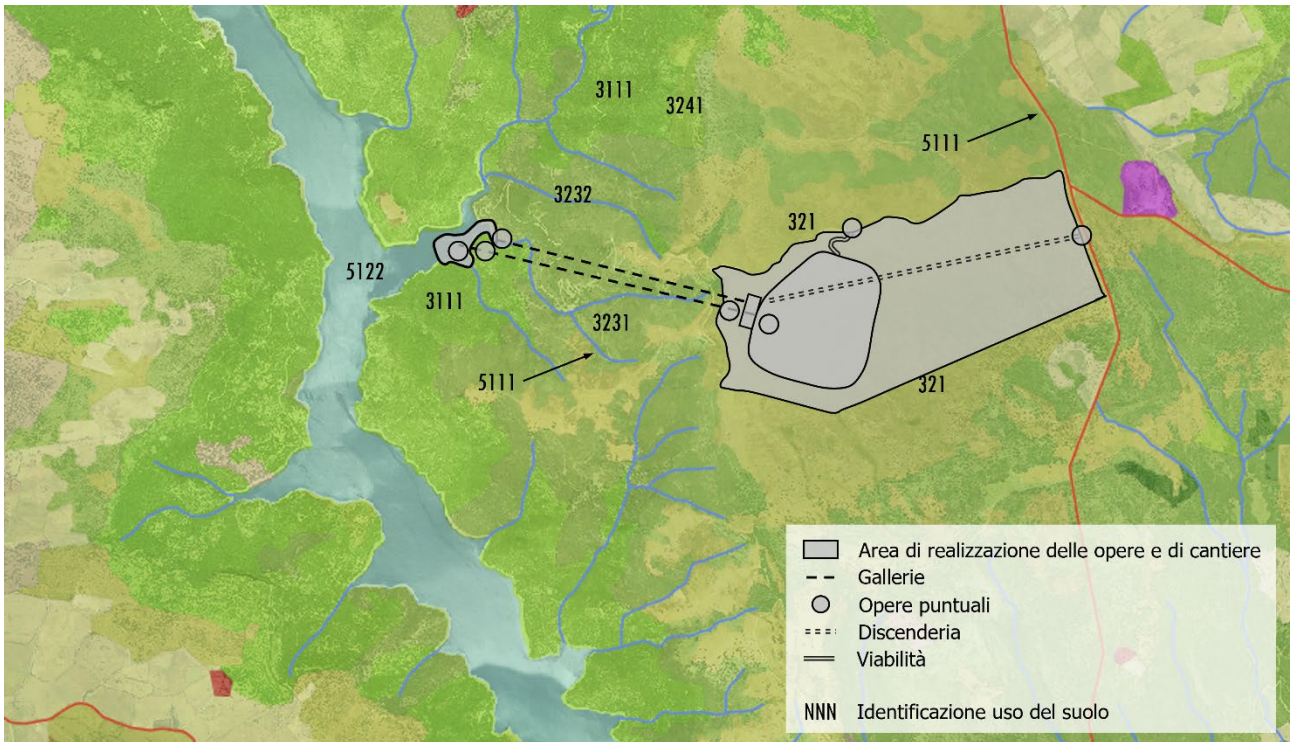 3111
3241
5111
3232
321
5122
3111
3231
5111
321
Area di realizzazione delle opere e di cantiere
Gallerie
Opere puntuali
Discenderia
Viabilità
NNN Identificazione uso del suolo